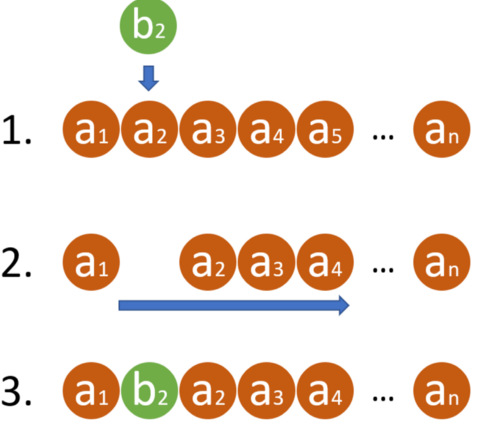 b₂
1. a₁ a₂ a₃ a₄ a₅ ... aₙ
2. a₁ a₂ a₃ a₄ ... aₙ
3. a₁ b₂ a₂ a₃ a₄ ... aₙ